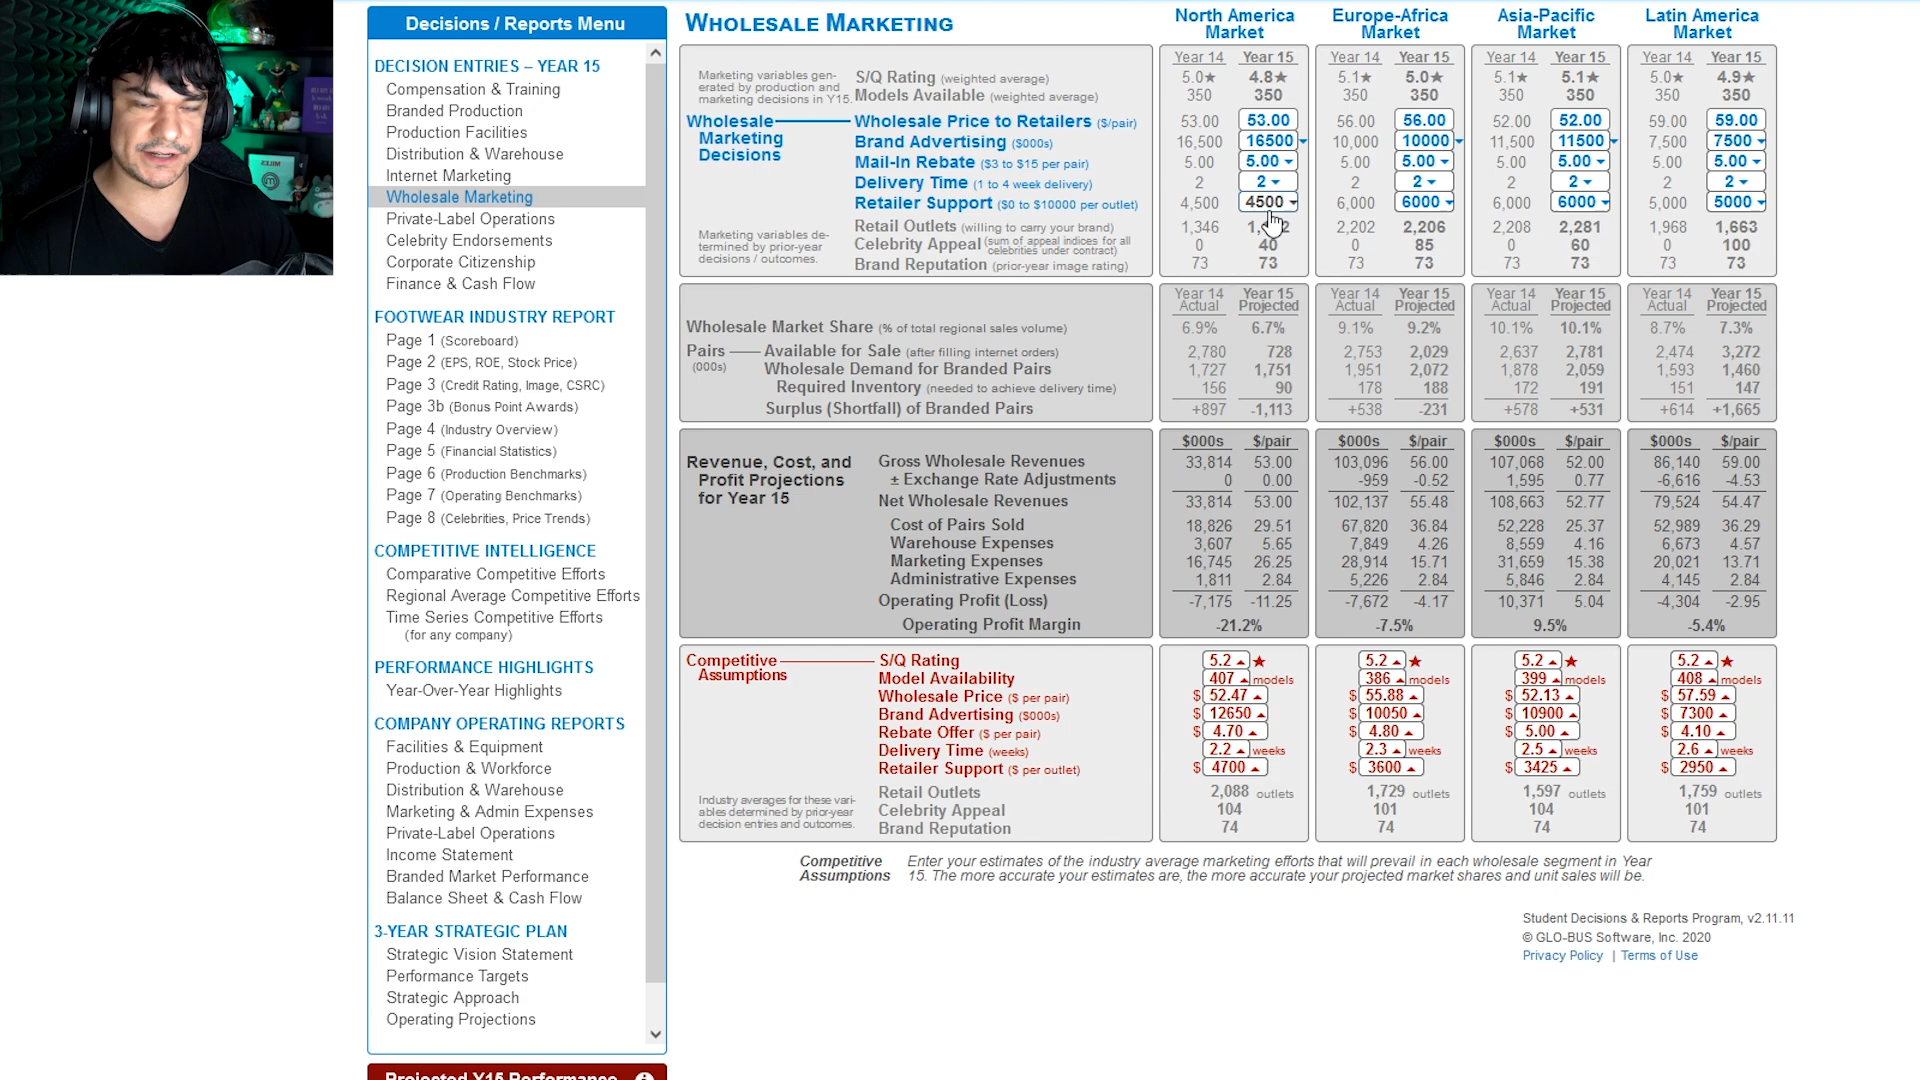 Decisions / Reports Menu
DECISION ENTRIES – YEAR 15
Compensation & Training
Branded Production
Production Facilities
Distribution & Warehouse
Internet Marketing
Wholesale Marketing
Private-Label Operations
Celebrity Endorsements
Corporate Citizenship
Finance & Cash Flow
FOOTWEAR INDUSTRY REPORT
Page 1 (Scoreboard)
Page 2 (EPS, ROE, Stock Price)
Page 3 (Credit Rating, Image, CSRC)
Page 3b (Bonus Point Awards)
Page 4 (Industry Overview)
Page 5 (Financial Statistics)
Page 6 (Production Benchmarks)
Page 7 (Operating Benchmarks)
Page 8 (Celebrities, Price Trends)
COMPETITIVE INTELLIGENCE
Comparative Competitive Efforts
Regional Average Competitive Efforts
Time Series Competitive Efforts
(for any company)
PERFORMANCE HIGHLIGHTS
Year-Over-Year Highlights
COMPANY OPERATING REPORTS
Facilities & Equipment
Production & Workforce
Distribution & Warehouse
Marketing & Admin Expenses
Private-Label Operations
Income Statement
Branded Market Performance
Balance Sheet & Cash Flow
3-YEAR STRATEGIC PLAN
Strategic Vision Statement
Performance Targets
Strategic Approach
Operating Projections
Projected Y15 Performance
WHOLESALE MARKETING
North America Market Europe-Africa Market Asia-Pacific Market Latin America Market
Year 14 Year 15 Year 14 Year 15 Year 14 Year 15 Year 14 Year 15
Marketing variables generated by production and marketing decisions in Y15.
S/Q Rating (weighted average) 5.0★ 4.8★ 5.1★ 5.0★ 5.1★ 5.1★ 5.0★ 4.9★
Models Available (weighted average) 350 350 350 350 350 350 350 350
Wholesale Marketing Decisions
Wholesale Price to Retailers ($/pair) 53.00 53.00 56.00 56.00 52.00 52.00 59.00 59.00
Brand Advertising ($000s) 16,500 16500 10,000 10000 11,500 11500 7,500 7500
Mail-In Rebate ($3 to $15 per pair) 5.00 5.00 5.00 5.00 5.00 5.00 5.00 5.00
Delivery Time (1 to 4 week delivery) 2 2 2 2 2 2 2 2
Retailer Support ($0 to $10000 per outlet) 4,500 4500 6,000 6000 6,000 6000 5,000 5000
Marketing variables determined by prior-year decisions / outcomes.
Retail Outlets (willing to carry your brand) 1,346 2,202 2,206 2,208 2,281 1,968 1,663
Celebrity Appeal (sum of appeal indices for all celebrities under contract) 0 40 0 85 0 60 0 100
Brand Reputation (prior-year image rating) 73 73 73 73 73 73 73 73
Year 14 Actual Year 15 Projected Year 14 Actual Year 15 Projected Year 14 Actual Year 15 Projected Year 14 Actual Year 15 Projected
Wholesale Market Share (% of total regional sales volume) 6.9% 6.7% 9.1% 9.2% 10.1% 10.1% 8.7% 7.3%
Pairs (000s)
Available for Sale (after filling internet orders) 2,780 728 2,753 2,029 2,637 2,781 2,474 3,272
Wholesale Demand for Branded Pairs 1,727 1,751 1,951 2,072 1,878 2,059 1,593 1,460
Required Inventory (needed to achieve delivery time) 156 90 178 188 172 191 151 147
Surplus (Shortfall) of Branded Pairs +897 -1,113 +538 -231 +578 +531 +614 +1,665
Revenue, Cost, and Profit Projections for Year 15
$000s $/pair $000s $/pair $000s $/pair $000s $/pair
Gross Wholesale Revenues 33,814 53.00 103,096 56.00 107,068 52.00 86,140 59.00
± Exchange Rate Adjustments 0 0.00 -959 -0.52 1,595 0.77 -6,616 -4.53
Net Wholesale Revenues 33,814 53.00 102,137 55.48 108,663 52.77 79,524 54.47
Cost of Pairs Sold 18,826 29.51 67,820 36.84 52,228 25.37 52,989 36.29
Warehouse Expenses 3,607 5.65 7,849 4.26 8,559 4.16 6,673 4.57
Marketing Expenses 16,745 26.25 28,914 15.71 31,659 15.38 20,021 13.71
Administrative Expenses 1,811 2.84 5,226 2.84 5,846 2.84 4,145 2.84
Operating Profit (Loss) -7,175 -11.25 -7,672 -4.17 10,371 5.04 -4,304 -2.95
Operating Profit Margin -21.2% -7.5% 9.5% -5.4%
Competitive Assumptions
S/Q Rating 5.2 ★ 5.2 ★ 5.2 ★ 5.2 ★
Model Availability 407 models 386 models 399 models 408 models
Wholesale Price ($ per pair) $ 52.47 $ 55.88 $ 52.13 $ 57.59
Brand Advertising ($000s) $ 12650 $ 10050 $ 10900 $ 7300
Rebate Offer ($ per pair) $ 4.70 $ 4.80 $ 5.00 $ 4.10
Delivery Time (weeks) 2.2 weeks 2.3 weeks 2.5 weeks 2.6 weeks
Retailer Support ($ per outlet) $ 4700 $ 3600 $ 3425 $ 2950
Industry averages for these variables determined by prior-year decision entries and outcomes.
Retail Outlets 2,088 outlets 1,729 outlets 1,597 outlets 1,759 outlets
Celebrity Appeal 104 101 104 101
Brand Reputation 74 74 74 74
Competitive Assumptions
Enter your estimates of the industry average marketing efforts that will prevail in each wholesale segment in Year
15. The more accurate your estimates are, the more accurate your projected market shares and unit sales will be.
Student Decisions & Reports Program, v2.11.11
© GLO-BUS Software, Inc. 2020
Privacy Policy | Terms of Use